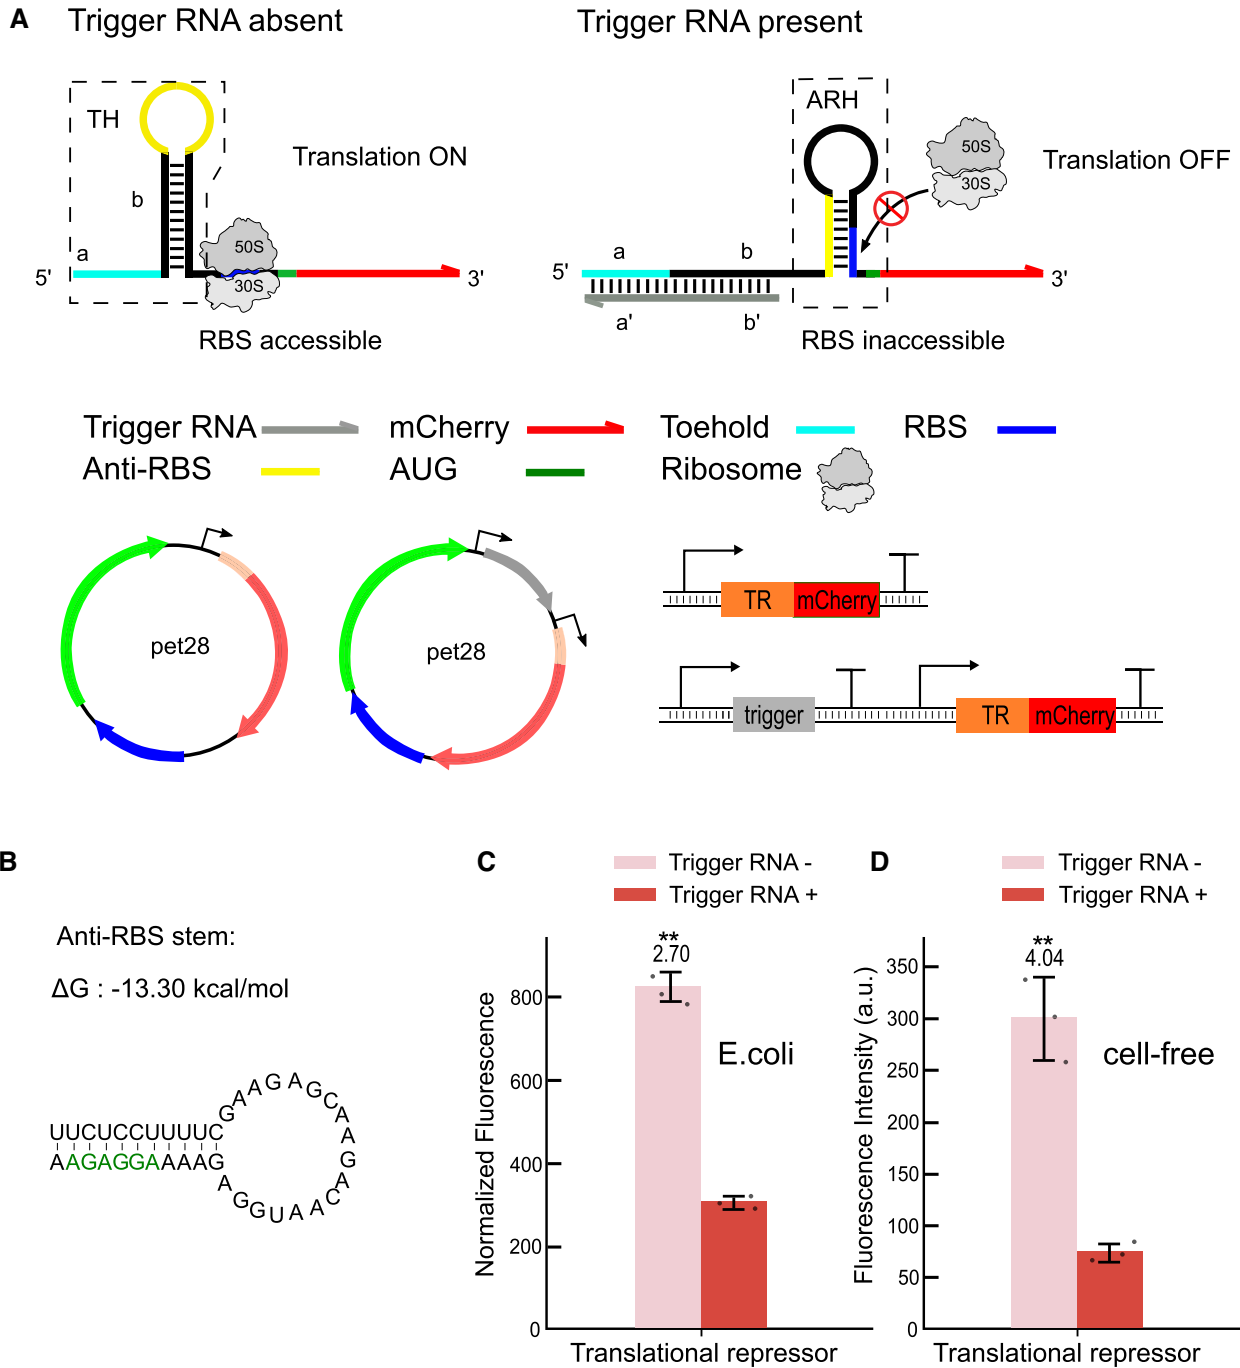 A
Trigger RNA absent
Trigger RNA present
TH
b
a
5'
50S
30S
3'
Translation ON
RBS accessible
ARH
50S
30S
Translation OFF
5'
a
b
a'
b'
3'
RBS inaccessible
Trigger RNA
mCherry
Toehold
RBS
Anti-RBS
AUG
Ribosome
pet28
pet28
TR
mCherry
trigger
TR
mCherry
B
Anti-RBS stem:
ΔG : -13.30 kcal/mol
UUCUCCUUUUCGAAGAGCAAGACAAUGGA
AAGAGGAAAAG
C
Trigger RNA -
Trigger RNA +
Normalized Fluorescence
800
600
400
200
0
**
2.70
E.coli
Translational repressor
D
Trigger RNA -
Trigger RNA +
Fluorescence Intensity (a.u.)
350
300
250
200
150
100
50
0
**
4.04
cell-free
Translational repressor